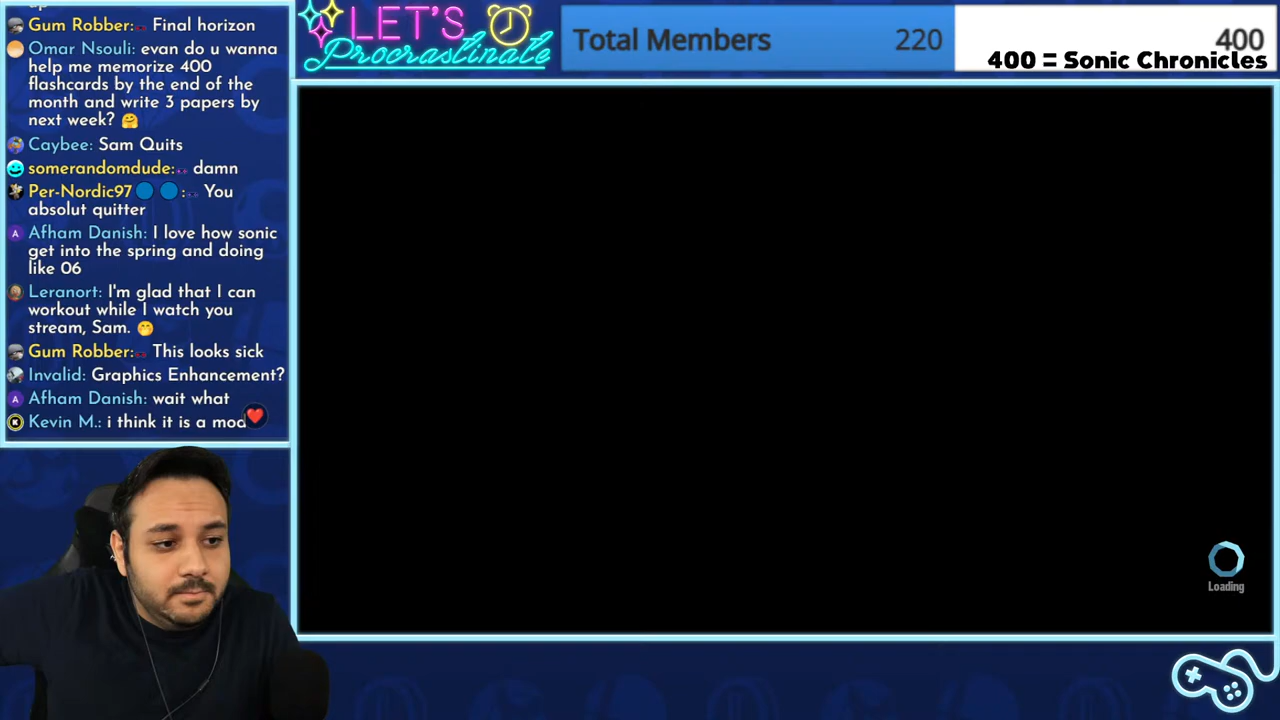 Gum Robber: Final horizon
Omar Nsouli: evan do u wanna
help me memorize 400
flashcards by the end of the
month and write 3 papers by
next week? 🤗
Caybee: Sam Quits
somerandomdude: damn
Per-Nordic97 🔵 🔵 : You
absolut quitter
Afham Danish: I love how sonic
get into the spring and doing
like 06
Leranort: I'm glad that I can
workout while I watch you
stream, Sam. 🤭
Gum Robber: This looks sick
Invalid: Graphics Enhancement?
Afham Danish: wait what
Kevin M.: i think it is a mod
LET'S
Procrastinate
Total Members 220 400
400 = Sonic Chronicles
Loading